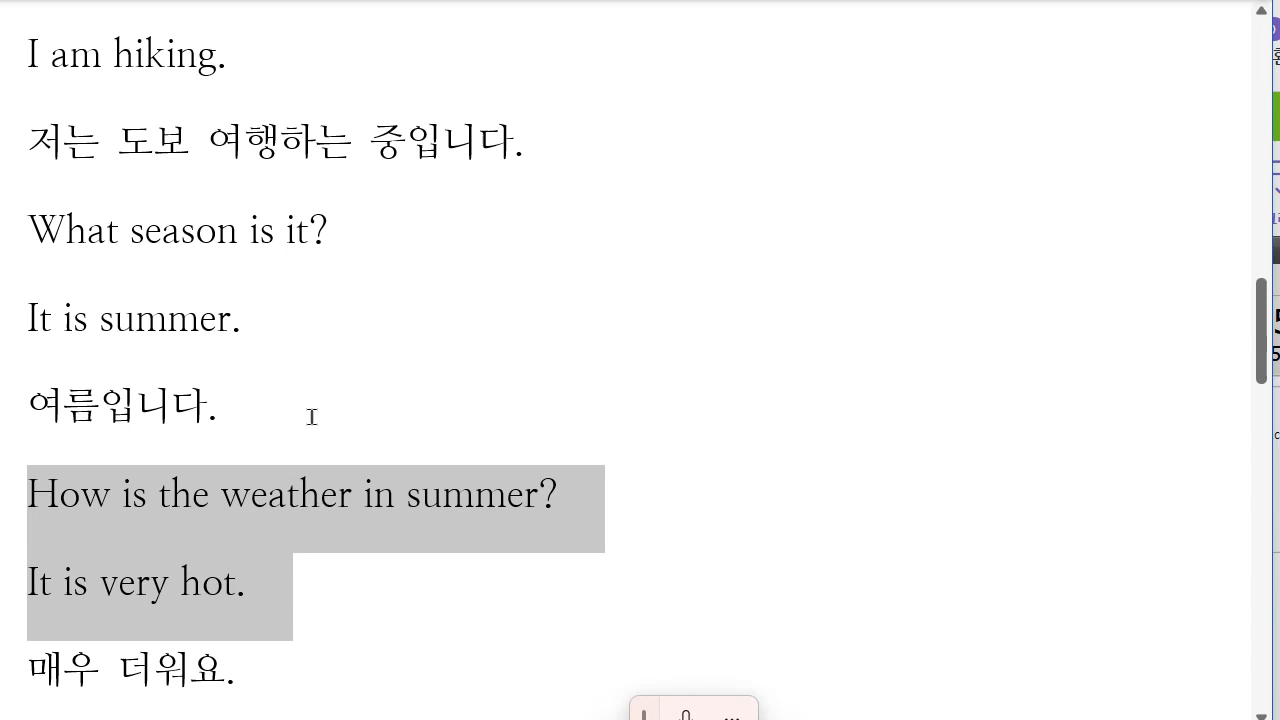 I am hiking.
저는 도보 여행하는 중입니다.
What season is it?
It is summer.
여름입니다.
How is the weather in summer?
It is very hot.
매우 더워요.